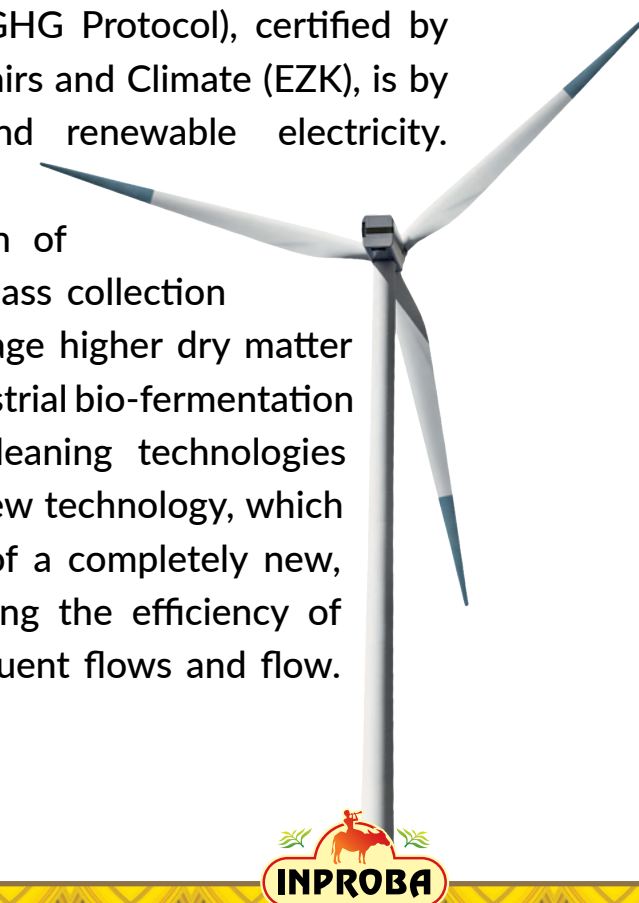 GHG Protocol), certified by
airs and Climate (EZK), is by
nd renewable electricity.
n of
ass collection
age higher dry matter
strial bio-fermentation
leaning technologies
ew technology, which
of a completely new,
ng the efficiency of
uent flows and flow.
INPROBA